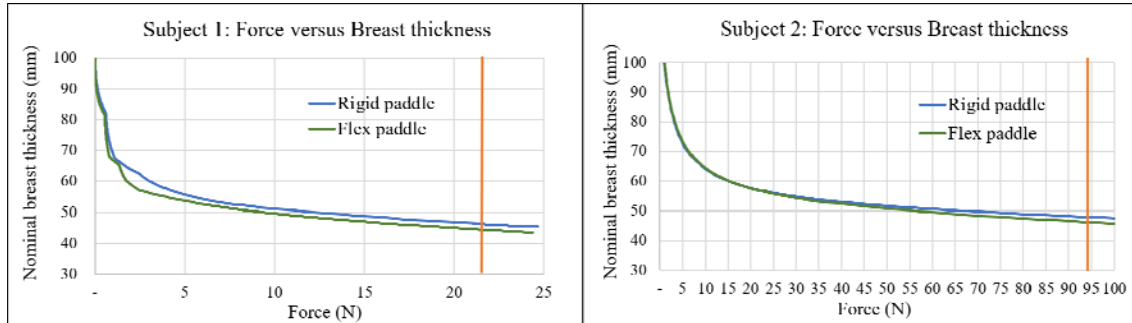 Subject 1: Force versus Breast thickness
Nominal breast thickness (mm)
100
90
80
70
60
50
40
30
Rigid paddle
Flex paddle
- 5 10 15 20 25
Force (N)
Subject 2: Force versus Breast thickness
Nominal breast thickness (mm)
100
90
80
70
60
50
40
30
Rigid paddle
Flex paddle
- 5 10 15 20 25 30 35 40 45 50 55 60 65 70 75 80 85 90 95 100
Force (N)